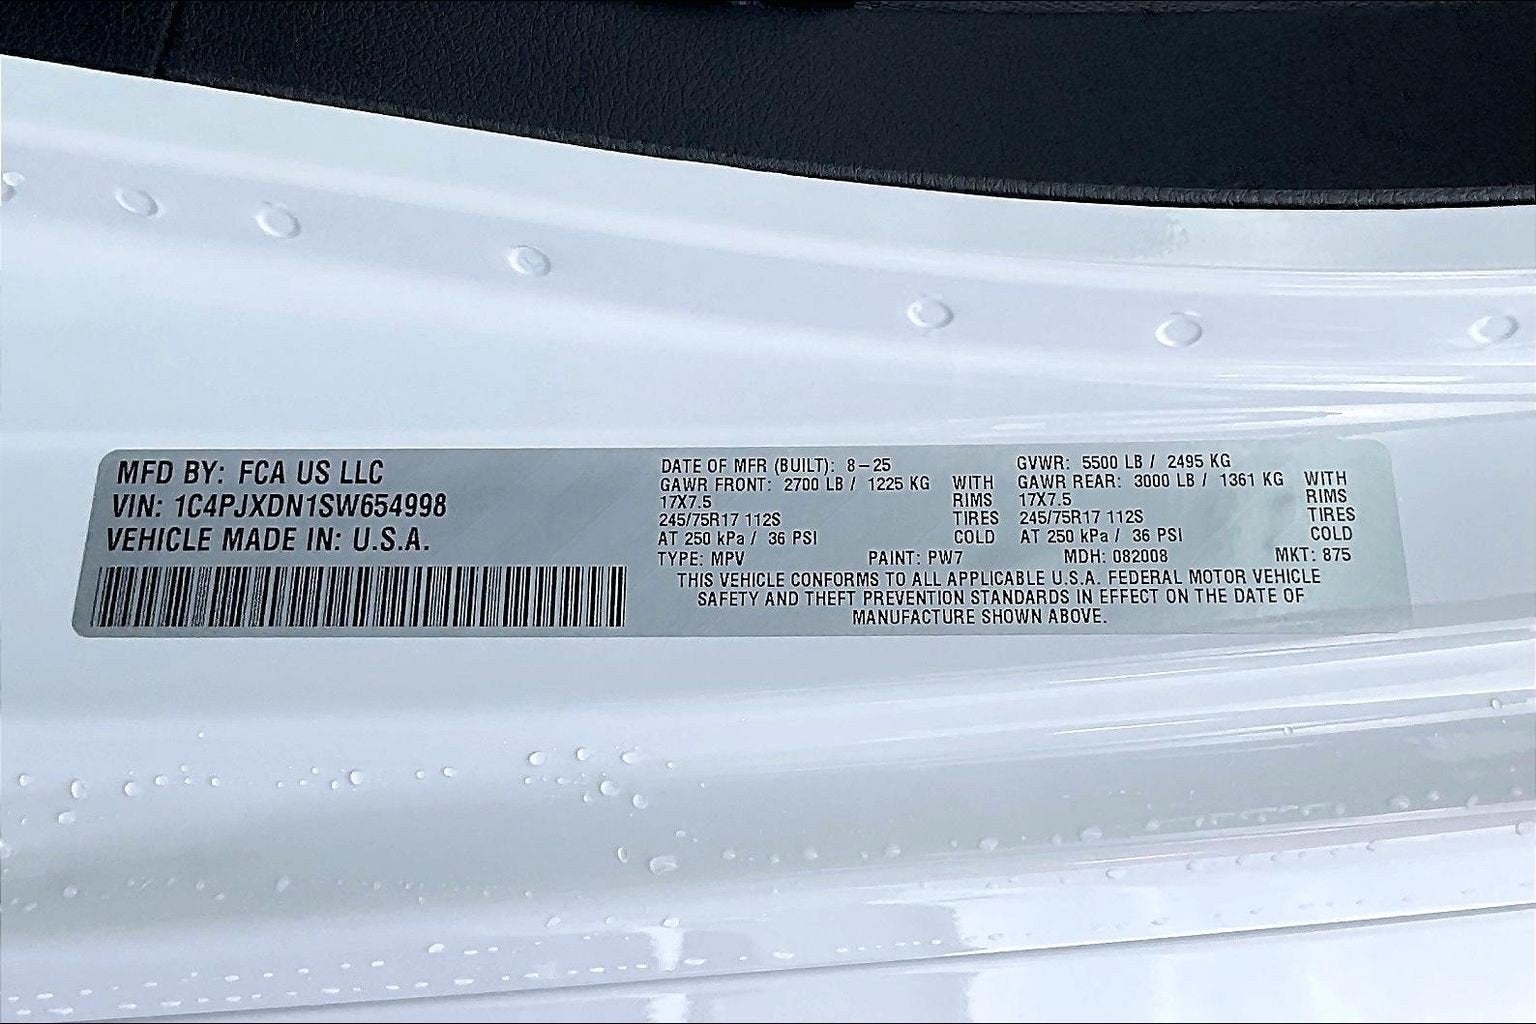 MFD BY: FCA US LLC
VIN: 1C4PJXDN1SW654998
VEHICLE MADE IN: U.S.A.
DATE OF MFR (BUILT): 8-25 GVWR: 5500 LB / 2495 KG
GAWR FRONT: 2700 LB / 1225 KG WITH GAWR REAR: 3000 LB / 1361 KG WITH
17X7.5 RIMS 17X7.5 RIMS
245/75R17 112S TIRES 245/75R17 112S TIRES
AT 250 kPa / 36 PSI COLD AT 250 kPa / 36 PSI COLD
TYPE: MPV PAINT: PW7 MDH: 082008 MKT: 875
THIS VEHICLE CONFORMS TO ALL APPLICABLE U.S.A. FEDERAL MOTOR VEHICLE
SAFETY AND THEFT PREVENTION STANDARDS IN EFFECT ON THE DATE OF
MANUFACTURE SHOWN ABOVE.